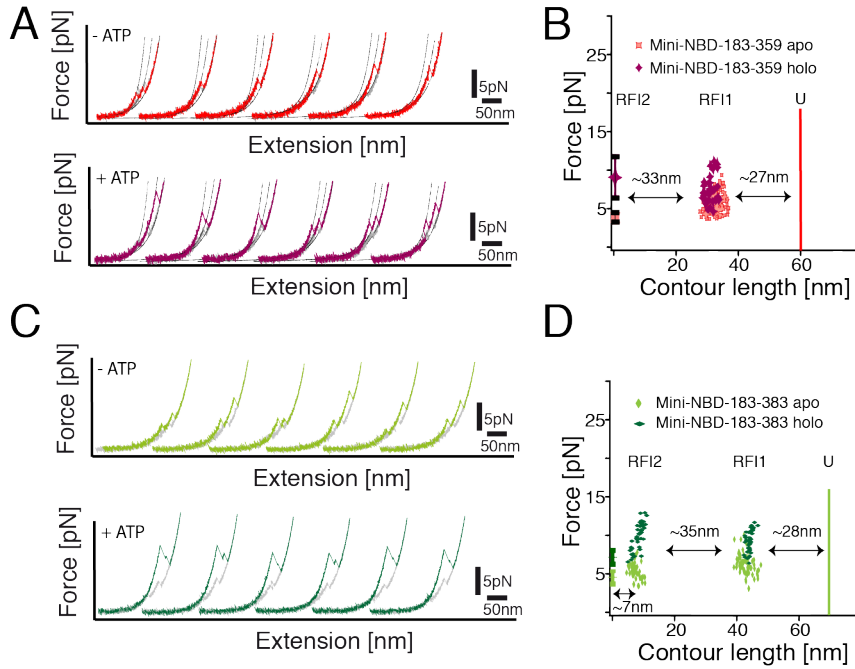 A
- ATP
Force [pN]
5pN
50nm
Extension [nm]
+ ATP
Force [pN]
5pN
50nm
Extension [nm]
B
Force [pN]
25
15
5
Mini-NBD-183-359 apo
Mini-NBD-183-359 holo
RFI2
RFI1
U
~33nm
~27nm
20
40
60
Contour length [nm]
C
- ATP
Force [pN]
5pN
50nm
Extension [nm]
+ ATP
Force [pN]
5pN
50nm
Extension [nm]
D
Force [pN]
25
15
5
Mini-NBD-183-383 apo
Mini-NBD-183-383 holo
RFI2
RFI1
U
~35nm
~28nm
~7nm
20
40
60
Contour length [nm]